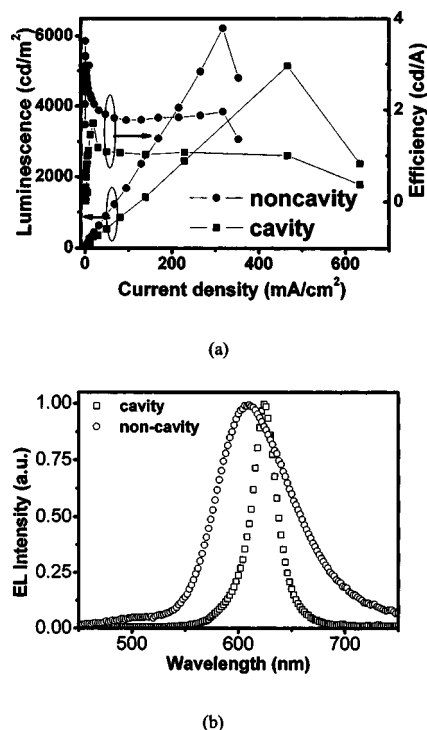 6000
4000
2000
0
Luminescence (cd/m²)
4
3
2
1
0
Efficiency (cd/A)
noncavity
cavity
0 200 400 600
Current density (mA/cm²)
(a)
1.00
0.75
0.50
0.25
0.00
EL Intensity (a.u.)
cavity
non-cavity
500 600 700
Wavelength (nm)
(b)